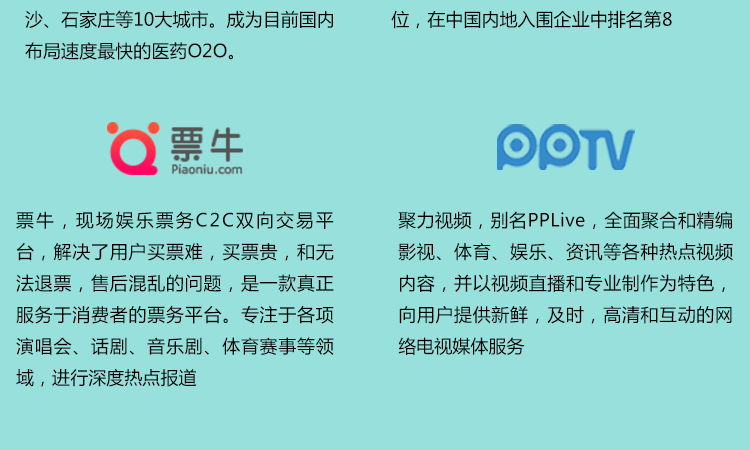 沙、石家庄等10大城市。成为目前国内
布局速度最快的医药O2O。
位，在中国内地入围企业中排名第8
票牛
Piaoniu.com
票牛，现场娱乐票务C2C双向交易平
台，解决了用户买票难，买票贵，和无
法退票，售后混乱的问题，是一款真正
服务于消费者的票务平台。专注于各项
演唱会、话剧、音乐剧、体育赛事等领
域，进行深度热点报道
PPTV
聚力视频，别名PPLive，全面聚合和精编
影视、体育、娱乐、资讯等各种热点视频
内容，并以视频直播和专业制作为特色，
向用户提供新鲜，及时，高清和互动的网
络电视媒体服务